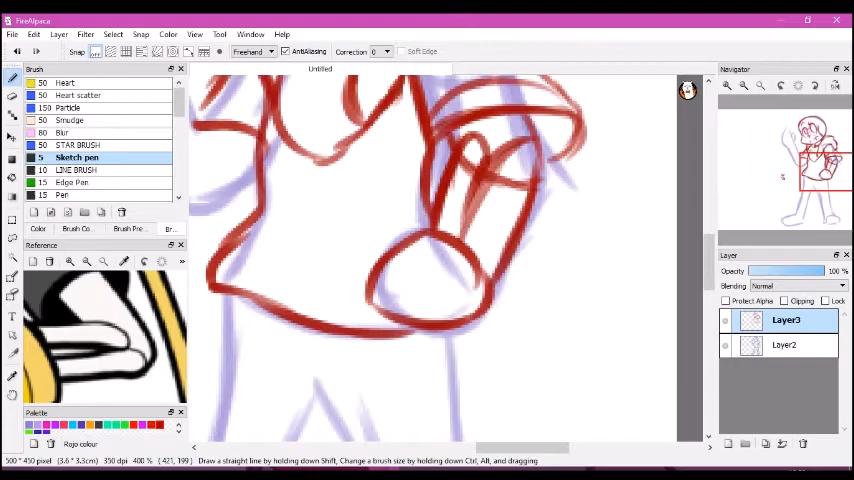 FireAlpaca
File Edit Layer Filter Select Snap Color View Tool Window Help
Snap OFF Freehand AntiAliasing Correction 0 Soft Edge
Brush
Untitled
Navigator
50 Heart
50 Heart scatter
150 Particle
50 Smudge
80 Blur
50 STAR BRUSH
5 Sketch pen
10 LINE BRUSH
15 Edge Pen
15 Pen
Color Brush Co... Brush Pre... Br...
Reference
Layer
Opacity 100 %
Blending Normal
Protect Alpha Clipping Lock
Layer3
Layer2
Palette
Rojo colour
500 * 450 pixel (3.6 * 3.3cm) 350 dpi 400 % ( 421, 199 ) Draw a straight line by holding down Shift, Change a brush size by holding down Ctrl, Alt, and dragging